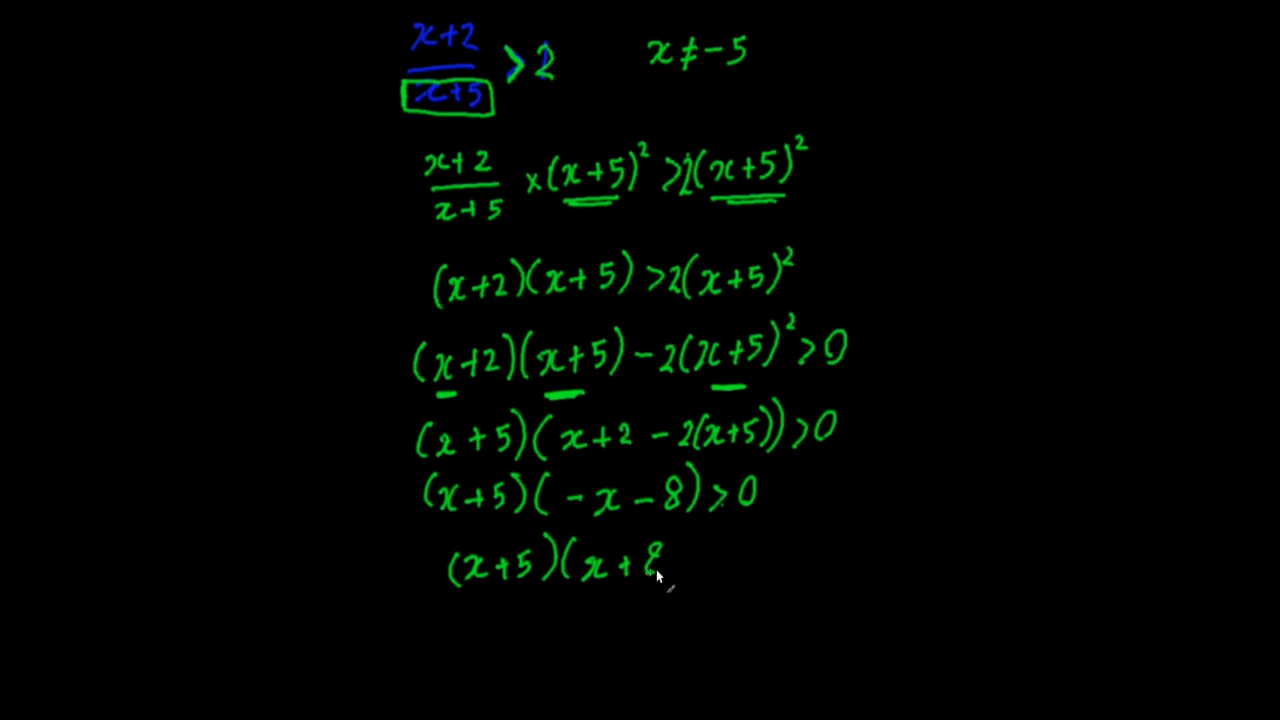 x+2
x+5 >2 x≠-5
x+2
x+5 ×(x+5)²>2(x+5)²
(x+2)(x+5)>2(x+5)²
(x+2)(x+5)-2(x+5)²>0
(x+5)(x+2-2(x+5))>0
(x+5)(-x-8)>0
(x+5)(x+8